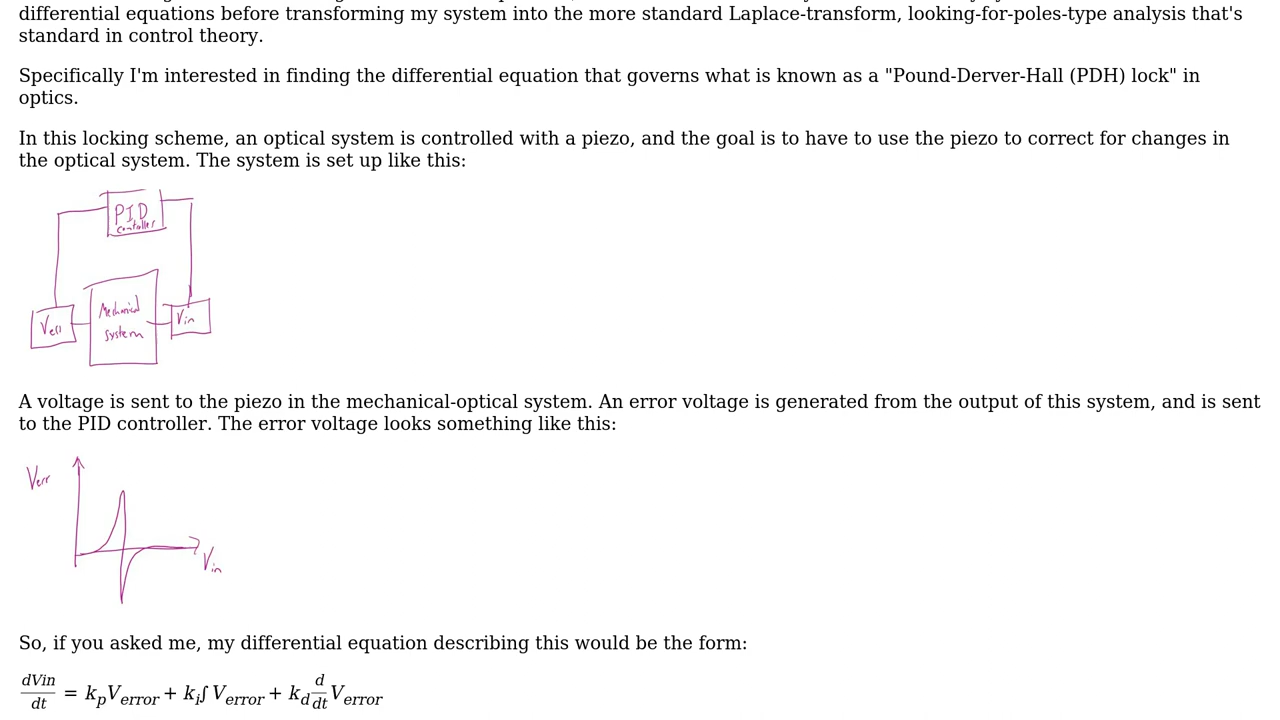 differential equations before transforming my system into the more standard Laplace-transform, looking-for-poles-type analysis that's
standard in control theory.
Specifically I'm interested in finding the differential equation that governs what is known as a "Pound-Derver-Hall (PDH) lock" in
optics.
In this locking scheme, an optical system is controlled with a piezo, and the goal is to have to use the piezo to correct for changes in
the optical system. The system is set up like this:
PID
controller
Verr
Mechanical
system
Vin
A voltage is sent to the piezo in the mechanical-optical system. An error voltage is generated from the output of this system, and is sent
to the PID controller. The error voltage looks something like this:
Verr
Vin
So, if you asked me, my differential equation describing this would be the form:
dVin/dt = k_p V_error + k_i ∫ V_error + k_d d/dt V_error